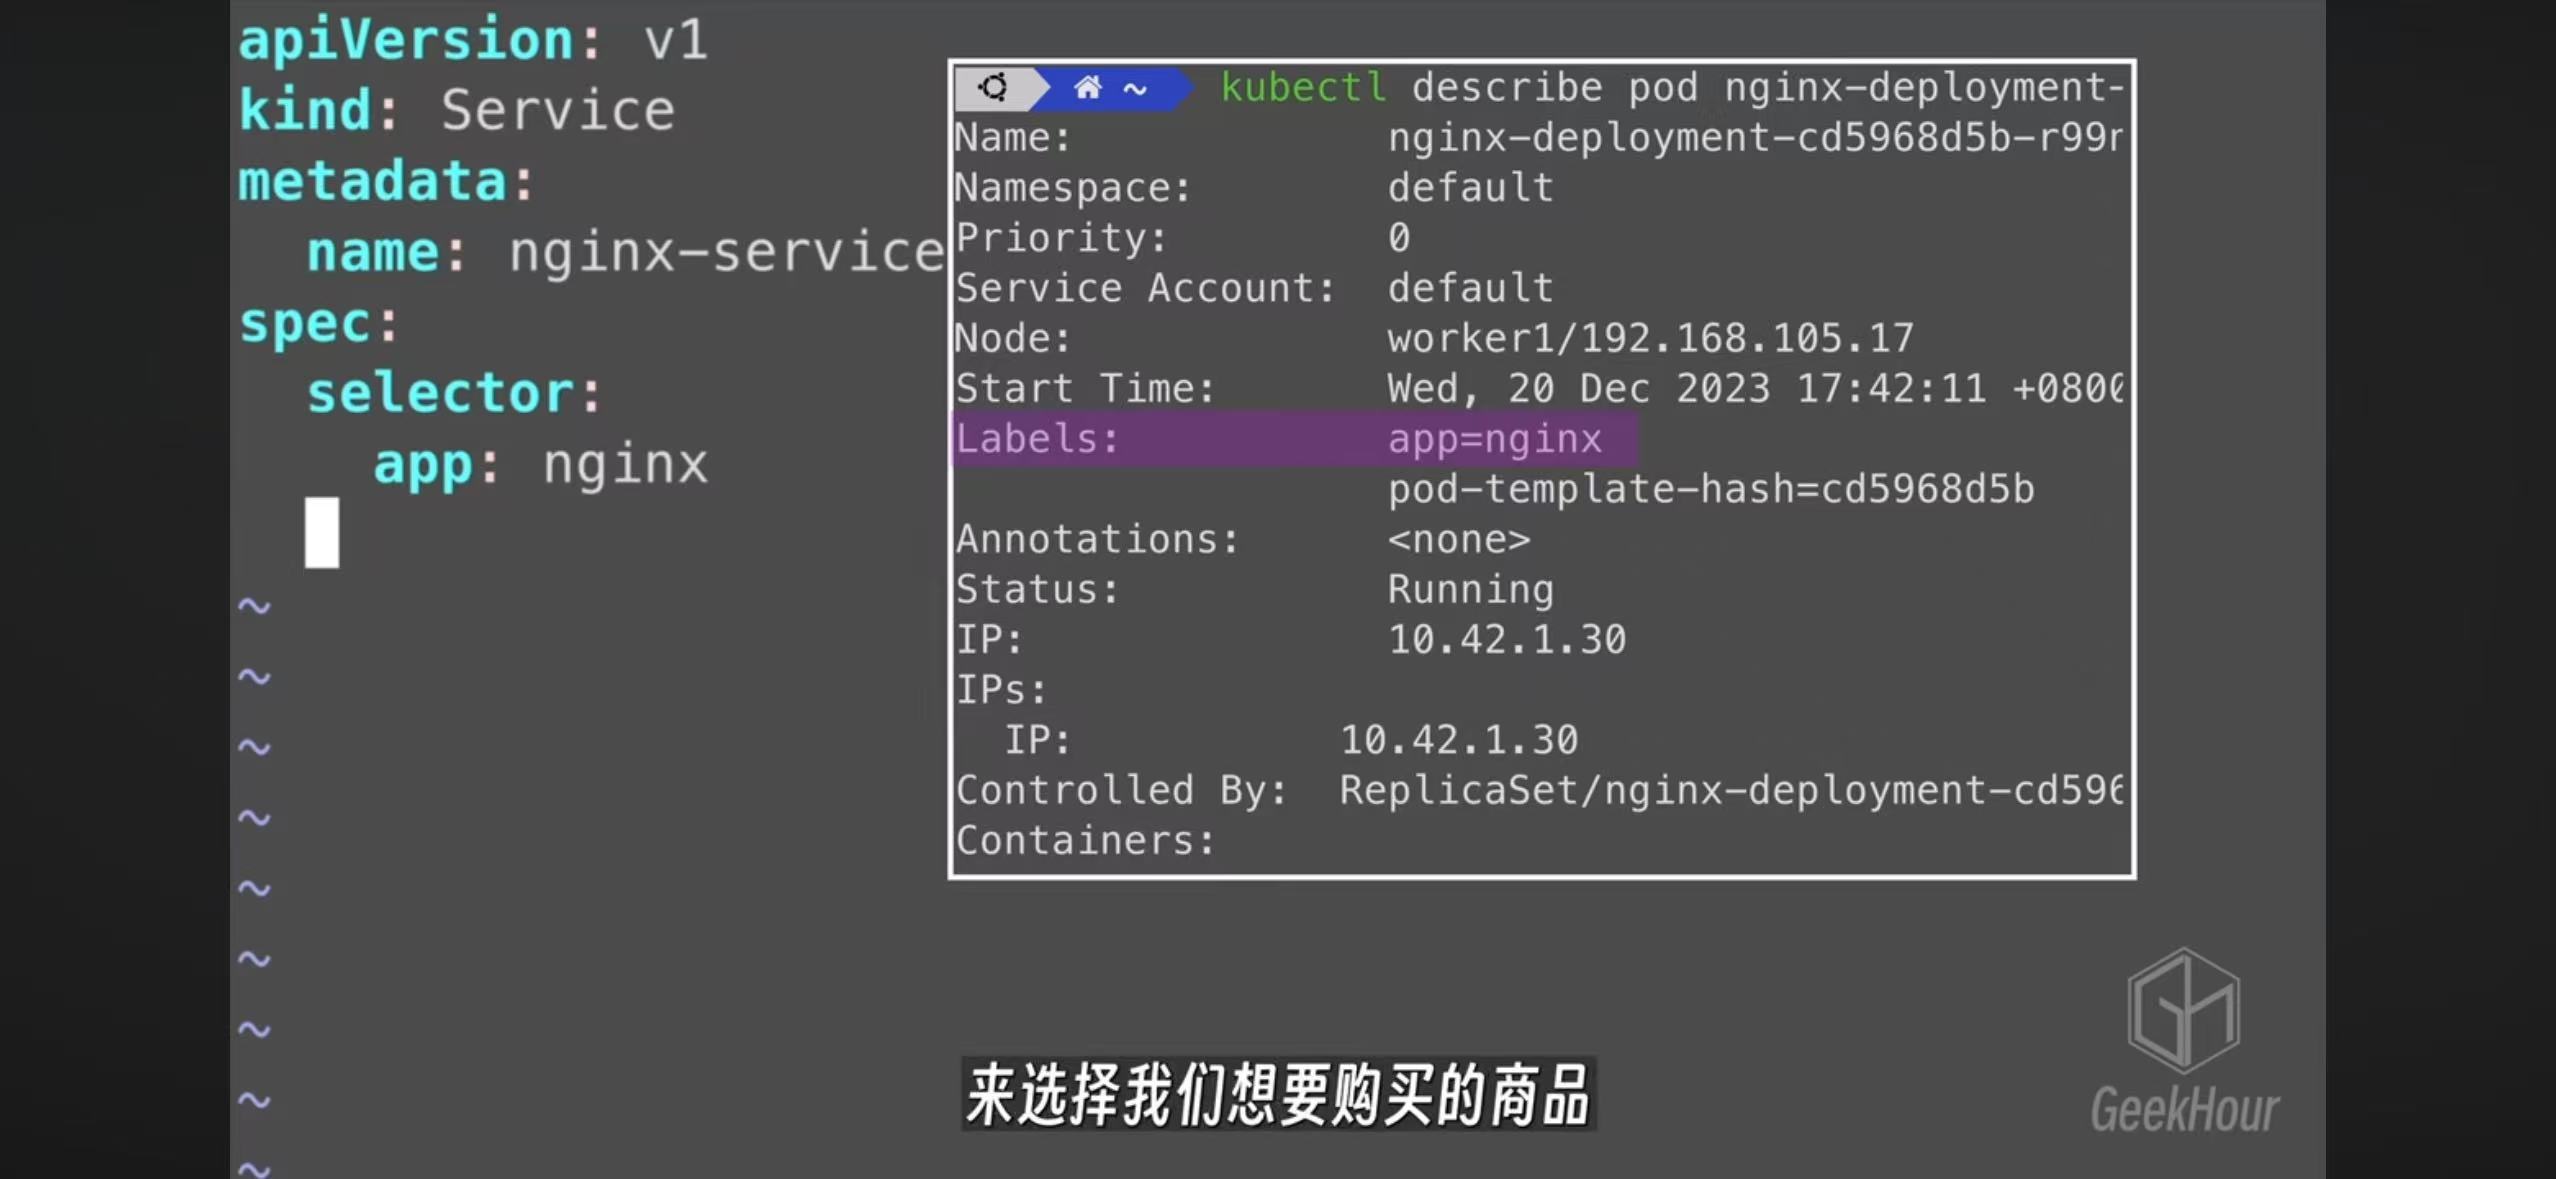 apiVersion: v1
kind: Service
metadata:
  name: nginx-service
spec:
  selector:
    app: nginx
~
~
~
~
~
~
~
~
~
~ kubectl describe pod nginx-deployment-
Name: nginx-deployment-cd5968d5b-r99
Namespace: default
Priority: 0
Service Account: default
Node: worker1/192.168.105.17
Start Time: Wed, 20 Dec 2023 17:42:11 +080
Labels: app=nginx
pod-template-hash=cd5968d5b
Annotations: <none>
Status: Running
IP: 10.42.1.30
IPs:
  IP: 10.42.1.30
Controlled By: ReplicaSet/nginx-deployment-cd596
Containers:
来选择我们想要购买的商品
GeekHour